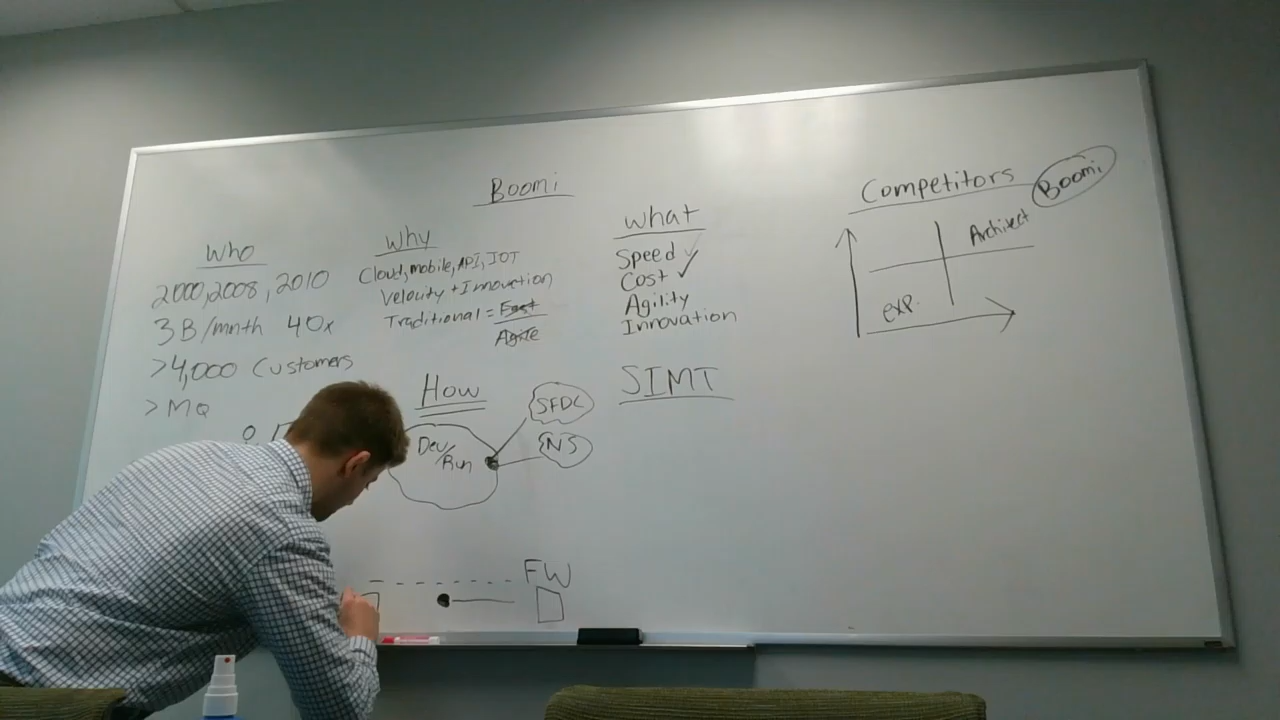 Boomi
Who
2000, 2008, 2010
3B/mnth 40x
>4,000 Customers
>MQ
Why
Cloud, mobile, API, IOT
Velocity + Innovation
Traditional = Fast
Agile
What
Speed ✓
Cost ✓
Agility
Innovation
How
Dev/
Run
SFDC
NS
FW
SIMT
Competitors
Boomi
Architect
exp.